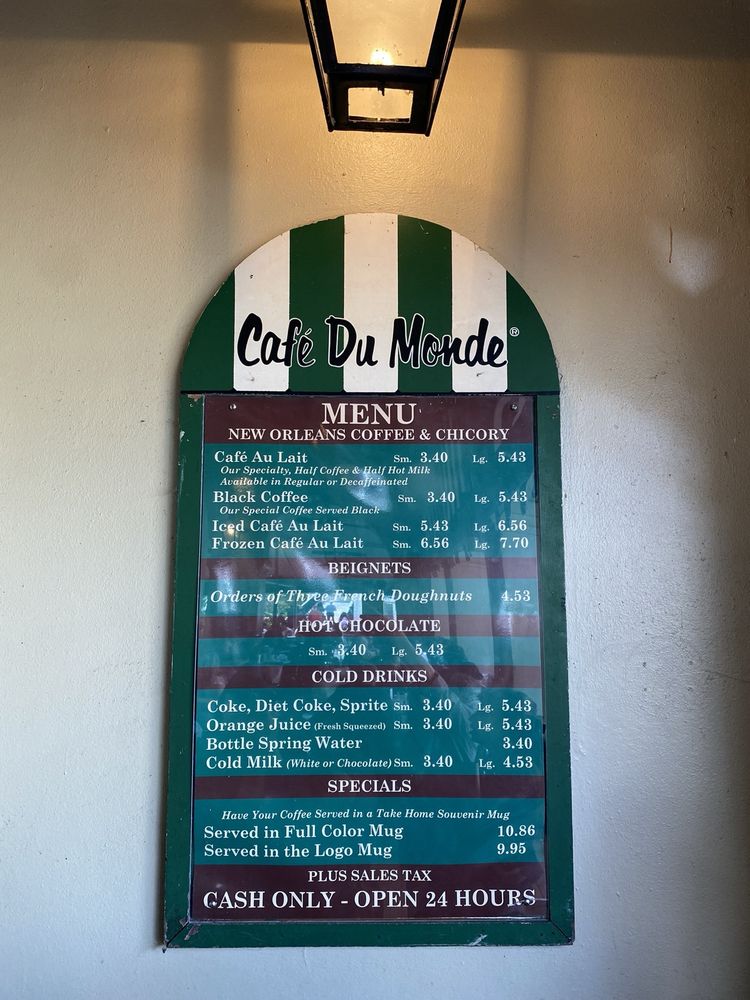 Café Du Monde®
MENU
NEW ORLEANS COFFEE & CHICORY
Café Au Lait Sm. 3.40 Lg. 5.43
Our Specialty, Half Coffee & Half Hot Milk
Available in Regular or Decaffeinated
Black Coffee Sm. 3.40 Lg. 5.43
Our Special Coffee Served Black
Iced Café Au Lait Sm. 5.43 Lg. 6.56
Frozen Café Au Lait Sm. 6.56 Lg. 7.70
BEIGNETS
Orders of Three French Doughnuts 4.53
HOT CHOCOLATE
Sm. 3.40 Lg. 5.43
COLD DRINKS
Coke, Diet Coke, Sprite Sm. 3.40 Lg. 5.43
Orange Juice (Fresh Squeezed) Sm. 3.40 Lg. 5.43
Bottle Spring Water 3.40
Cold Milk (White or Chocolate) Sm. 3.40 Lg. 4.53
SPECIALS
Have Your Coffee Served in a Take Home Souvenir Mug
Served in Full Color Mug 10.86
Served in the Logo Mug 9.95
PLUS SALES TAX
CASH ONLY - OPEN 24 HOURS